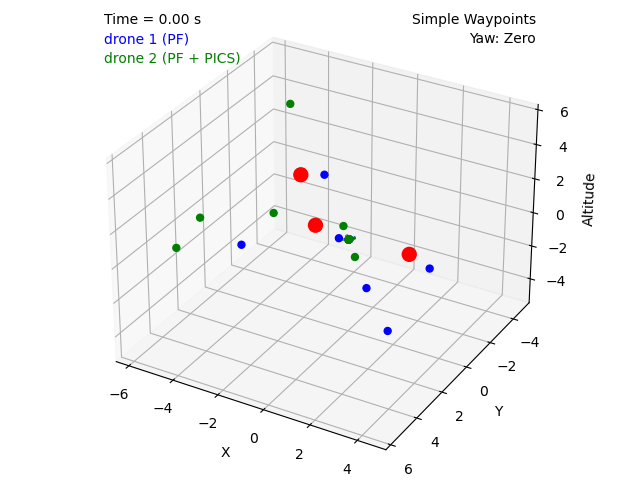 Time = 0.00 s
Simple Waypoints
drone 1 (PF)
Yaw: Zero
drone 2 (PF + PICS)
6
4
2
0
−2
−4
Altitude
−6
−4
−2
0
2
4
X
−4
−2
0
2
4
6
Y